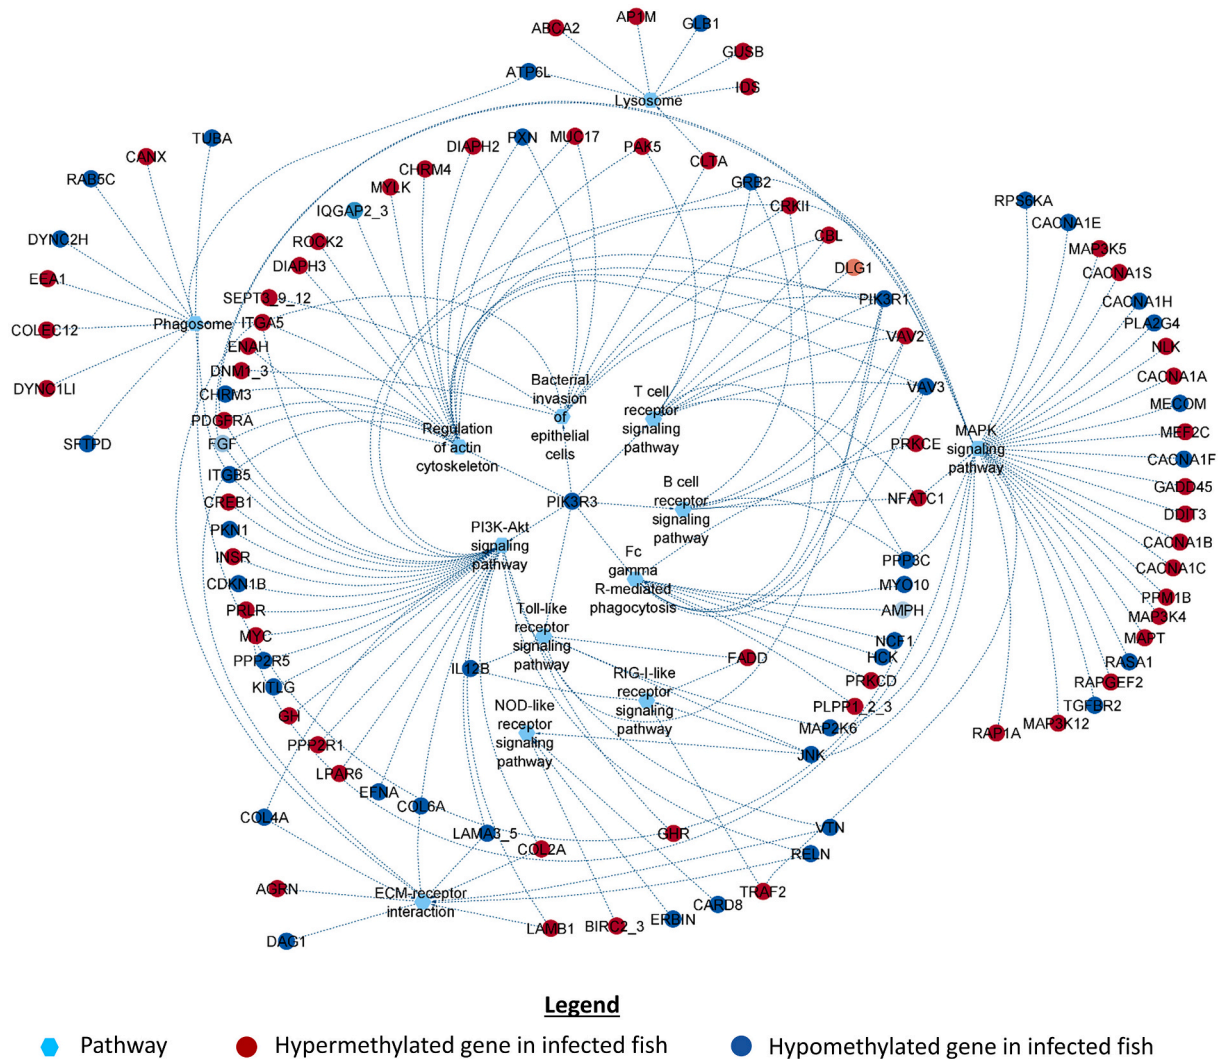 AP1M
ABCA2
GLB1
GUSB
ATP6L
IDS
Lysosome
TUBA
CANX
RAB5C
DYNC2H
EEA1
COLEC12
DYNC1LI
SFTPD
Phagosome
DIAPH2
PXN
MUC17
PAK5
CLTA
CHRM4
MYLK
IQGAP2_3
ROCK2
DIAPH3
SEPT3_9_12
ITGA5
ENAH
DNM1_3
CHRM3
PDGFRA
FGF
ITGB5
CREB1
PKN1
INSR
CDKN1B
PRLR
MYC
PPP2R5
KITLG
GH
PPP2R1
LPAR6
EFNA
COL6A
COL4A
LAMA3_5
COL2A
AGRN
DAG1
LAMB1
BIRC2_3
ERBIN
CARD8
TRAF2
GHR
RELN
VTN
GRB2
CRKII
CBL
DLG1
PIK3R1
VAV2
VAV3
PRKCE
NFATC1
PPP3C
MYO10
AMPH
NCF1
HCK
PRKCD
PLPP1_2_3
MAP2K6
JNK
FADD
IL12B
PIK3R3
Regulation
of actin
cytoskeleton
Bacterial
invasion
of
epithelial
cells
T cell
receptor
signaling
pathway
B cell
receptor
signaling
pathway
PI3K-Akt
signaling
pathway
Fc
gamma
R-mediated
phagocytosis
Toll-like
receptor
signaling
pathway
RIG-I-like
receptor
signaling
pathway
NOD-like
receptor
signaling
pathway
ECM-receptor
interaction
MAPK
signaling
pathway
RPS6KA
CACNA1E
MAP3K5
CACNA1S
CACNA1H
PLA2G4
NLK
CACNA1A
MECOM
MEF2C
CACNA1F
GADD45
DDIT3
CACNA1B
CACNA1C
PPM1B
MAP3K4
MAPT
RASA1
RAPGEF2
TGFBR2
MAP3K12
RAP1A
Legend
Pathway
Hypermethylated gene in infected fish
Hypomethylated gene in infected fish